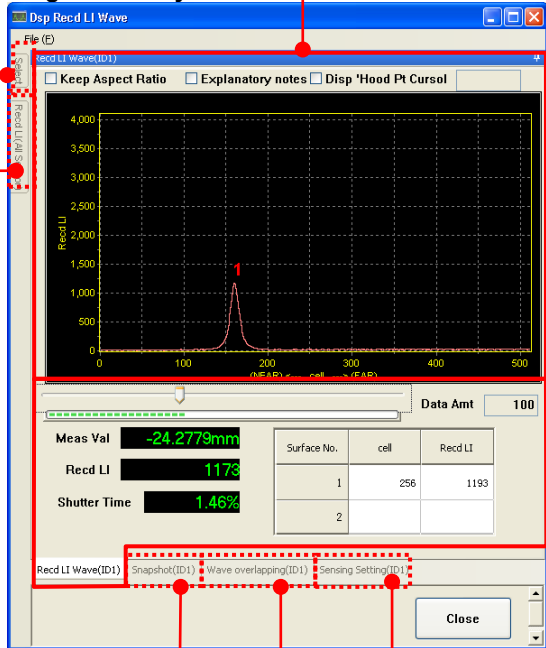 Dsp Recd LI Wave
File (F)
Recd LI Wave(ID1)
Select
Recd LI(All
Keep Aspect Ratio
Explanatory notes
Disp 'Hood Pt Cursol
4,000
3,500
3,000
2,500
2,000
1,500
1,000
500
0
Recd LI
1
0 100 200 300 400 500
(NEAR) <--- cell ---> (FAR)
Data Amt 100
Meas Val -24.2779mm
Recd LI 1173
Shutter Time 1.46%
Surface No. cell Recd LI
1 256 1193
2
Recd LI Wave(ID1) Snapshot(ID1) Wave overlapping(ID1) Sensing Setting(ID1)
Close